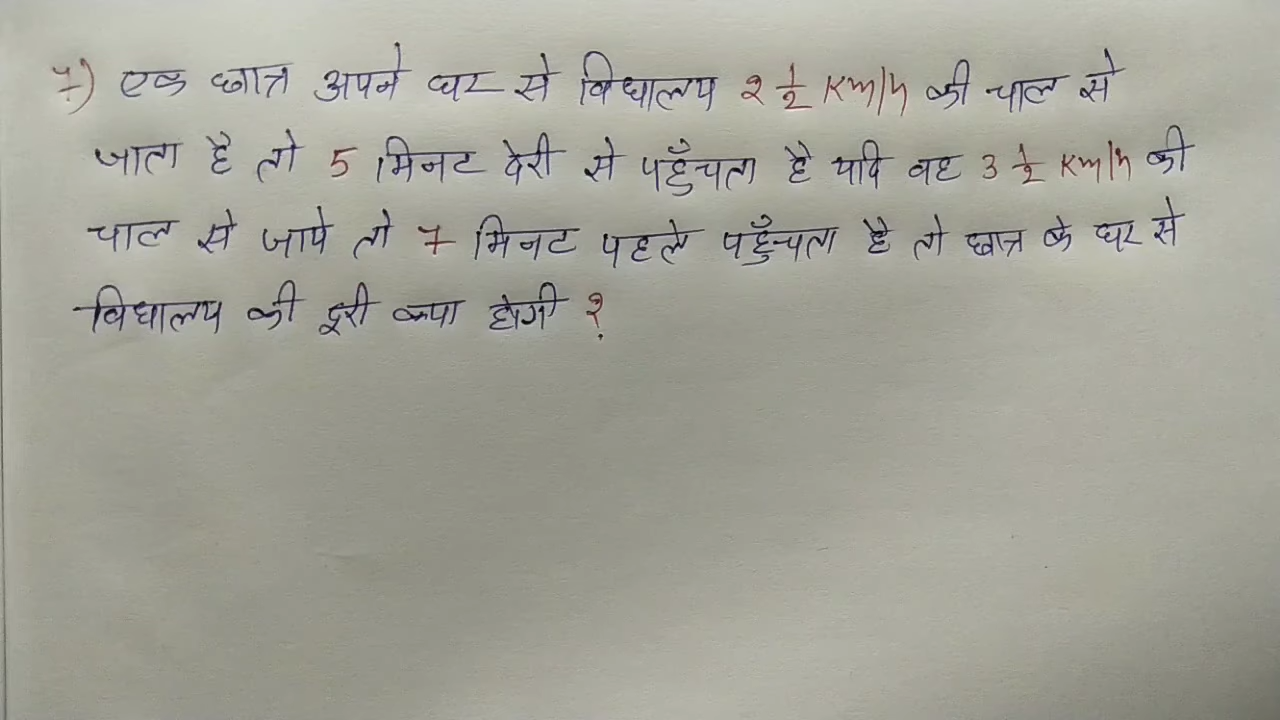 7) एक छात्र अपने घर से विधालय 2 1/2 Km/h की चाल से
जाता है तो 5 मिनट देरी से पहुँचता है यदि वह 3 1/2 Km/h की
चाल से जाये तो 7 मिनट पहले पहुँचता है तो छात्र के घर से
विधालय की दूरी क्या होगी ?